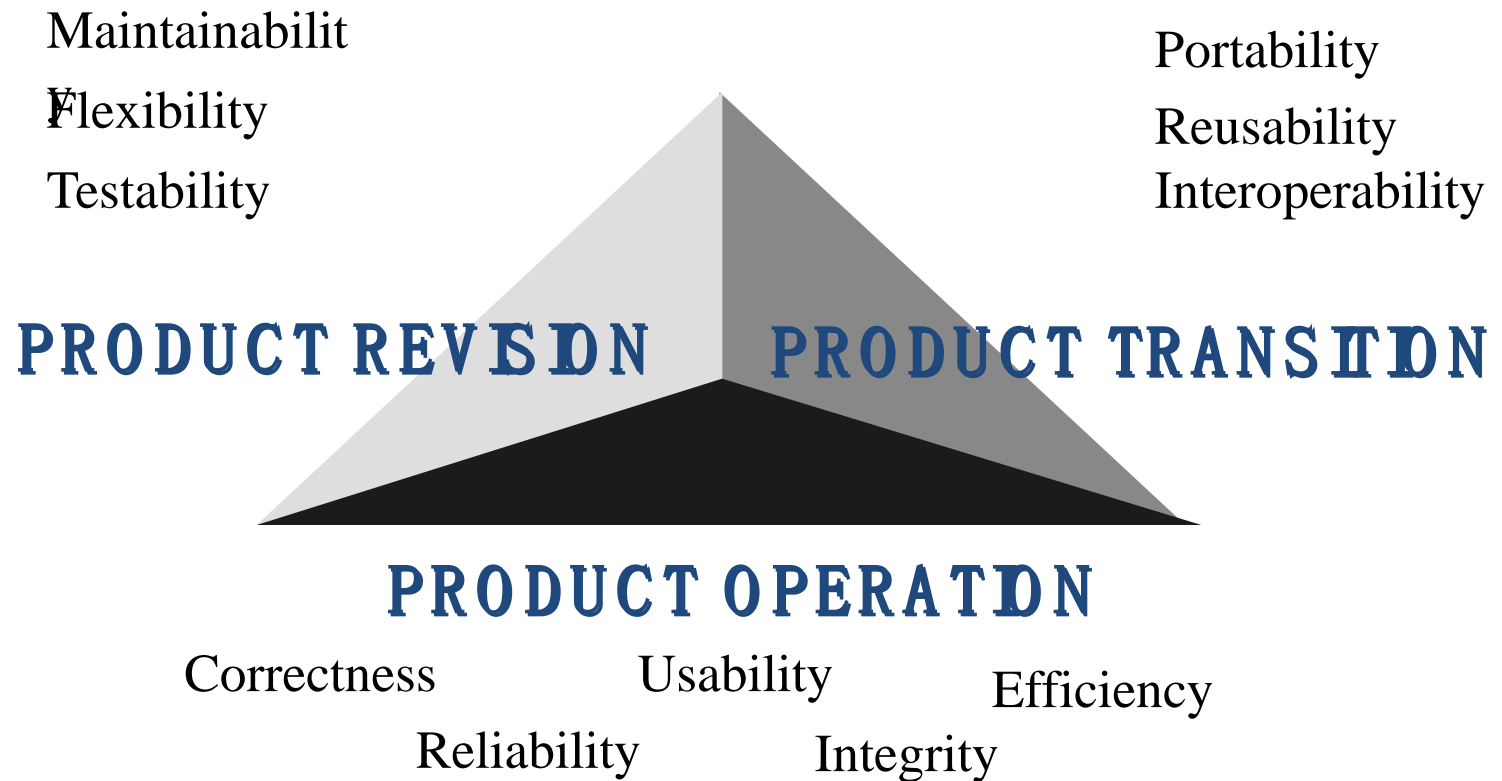 Maintainabilit
y
Flexibility
Testability
Portability
Reusability
Interoperability
PRODUCT REVISION
PRODUCT TRANSITION
PRODUCT OPERATION
Correctness
Usability
Efficiency
Reliability
Integrity